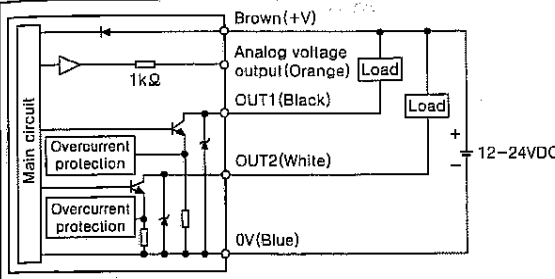 Brown(+V)
Analog voltage
output(Orange)
1kΩ
Load
OUT1(Black)
Load
Main circuit
Overcurrent
protection
OUT2(White)
+
−
12−24VDC
Overcurrent
protection
0V(Blue)